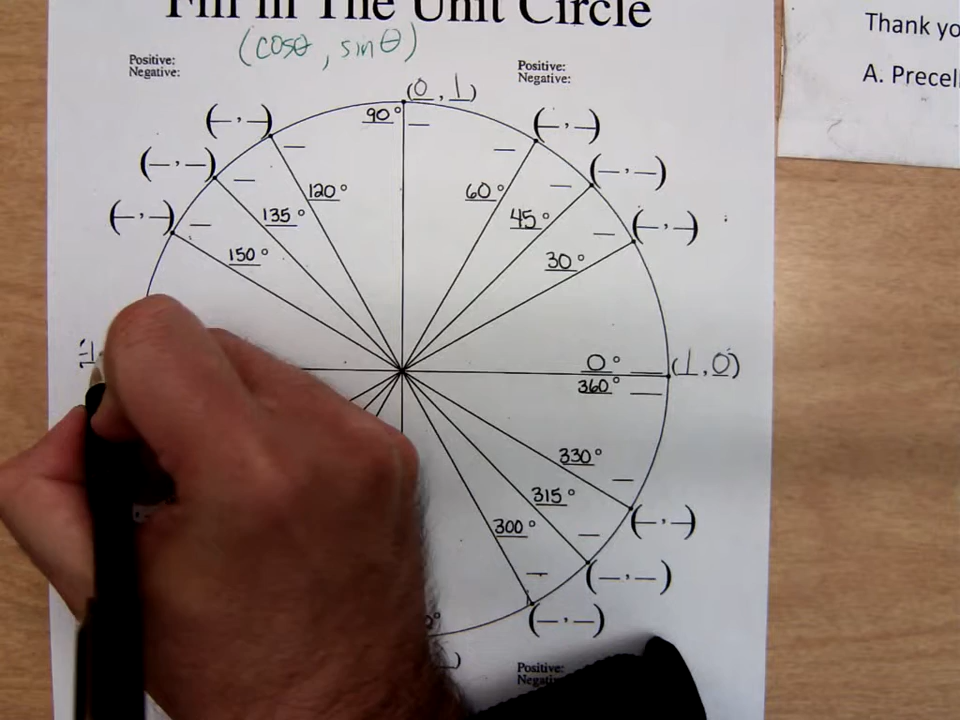 Fill In The Unit Circle
(cosθ, sinθ)
Positive:
Negative:
Positive:
Negative:
Thank yo
A. Precel
(0, 1)
90°
120°
60°
135°
45°
150°
30°
-1
0°
(1, 0)
360°
330°
315°
300°
Positive: